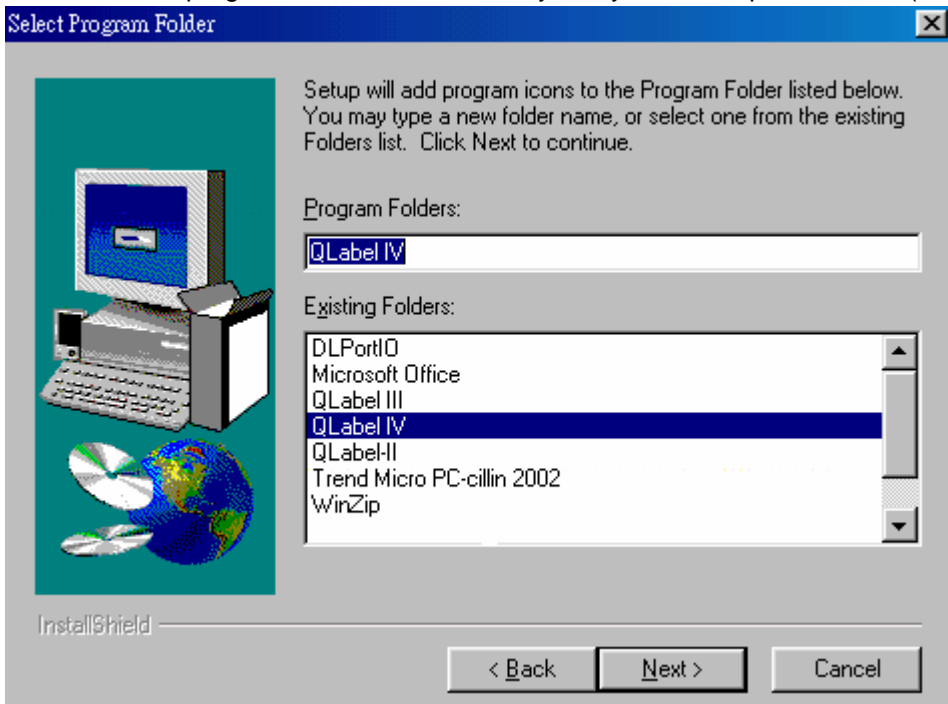 Select Program Folder
Setup will add program icons to the Program Folder listed below.
You may type a new folder name, or select one from the existing
Folders list.  Click Next to continue.
Program Folders:
QLabel IV
Existing Folders:
DLPortIO
Microsoft Office
QLabel III
QLabel IV
QLabel-II
Trend Micro PC-cillin 2002
WinZip
InstallShield
< Back
Next >
Cancel